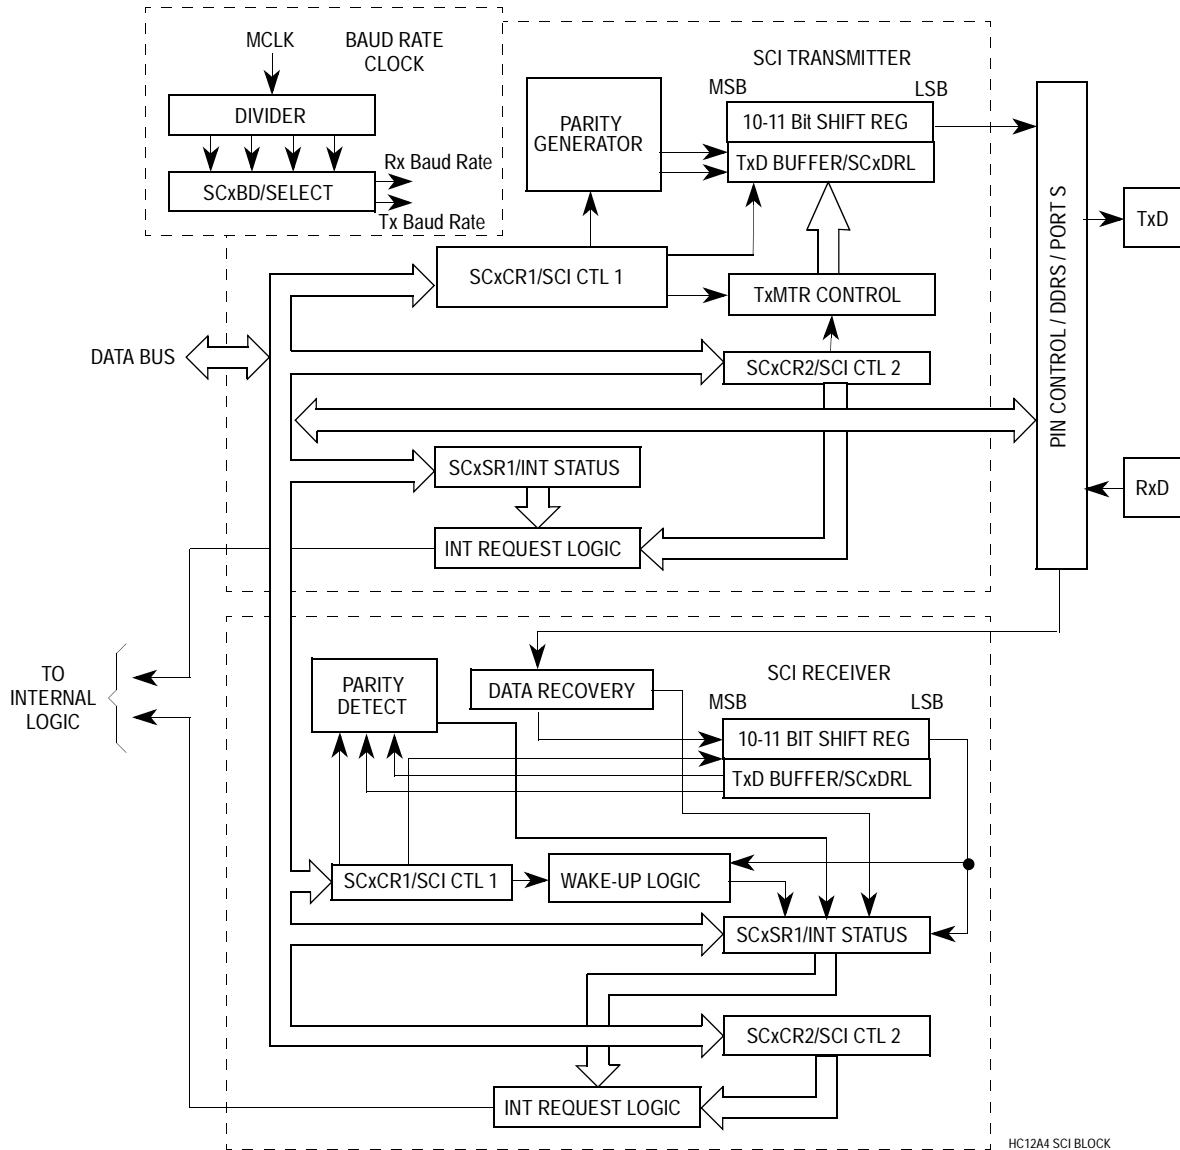 MCLK
BAUD RATE
CLOCK
DIVIDER
SCxBD/SELECT
Rx Baud Rate
Tx Baud Rate
SCI TRANSMITTER
MSB
LSB
PARITY
GENERATOR
10-11 Bit SHIFT REG
TxD BUFFER/SCxDRL
SCxCR1/SCI CTL 1
TxMTR CONTROL
DATA BUS
SCxCR2/SCI CTL 2
SCxSR1/INT STATUS
INT REQUEST LOGIC
PIN CONTROL / DDRS / PORT S
TxD
RxD
TO
INTERNAL
LOGIC
SCI RECEIVER
PARITY
DETECT
DATA RECOVERY
MSB
LSB
10-11 BIT SHIFT REG
TxD BUFFER/SCxDRL
SCxCR1/SCI CTL 1
WAKE-UP LOGIC
SCxSR1/INT STATUS
SCxCR2/SCI CTL 2
INT REQUEST LOGIC
HC12A4 SCI BLOCK